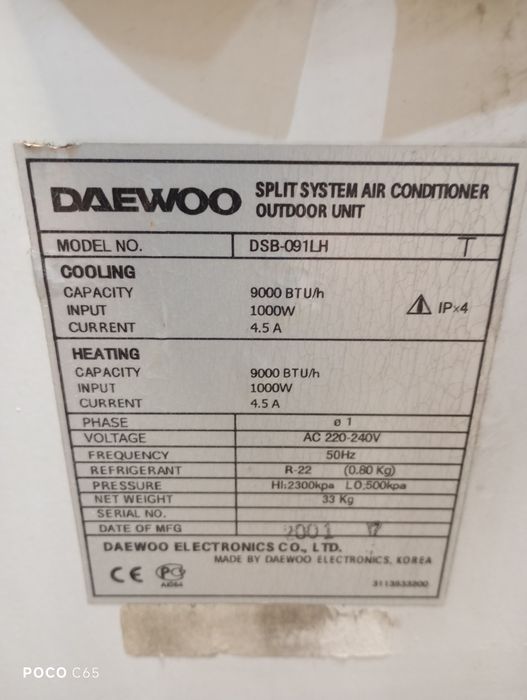 DAEWOO SPLIT SYSTEM AIR CONDITIONER
OUTDOOR UNIT
MODEL NO. DSB-091LH T
COOLING
CAPACITY 9000 BTU/h
INPUT 1000W IPx4
CURRENT 4.5 A
HEATING
CAPACITY 9000 BTU/h
INPUT 1000W
CURRENT 4.5 A
PHASE ø 1
VOLTAGE AC 220-240V
FREQUENCY 50Hz
REFRIGERANT R-22 (0.80 Kg)
PRESSURE HI:2300kpa LO,500kpa
NET WEIGHT 33 Kg
SERIAL NO.
DATE OF MFG 2001 7
DAEWOO ELECTRONICS CO., LTD.
MADE BY DAEWOO ELECTRONICS, KOREA
CE
3113933200
POCO C65